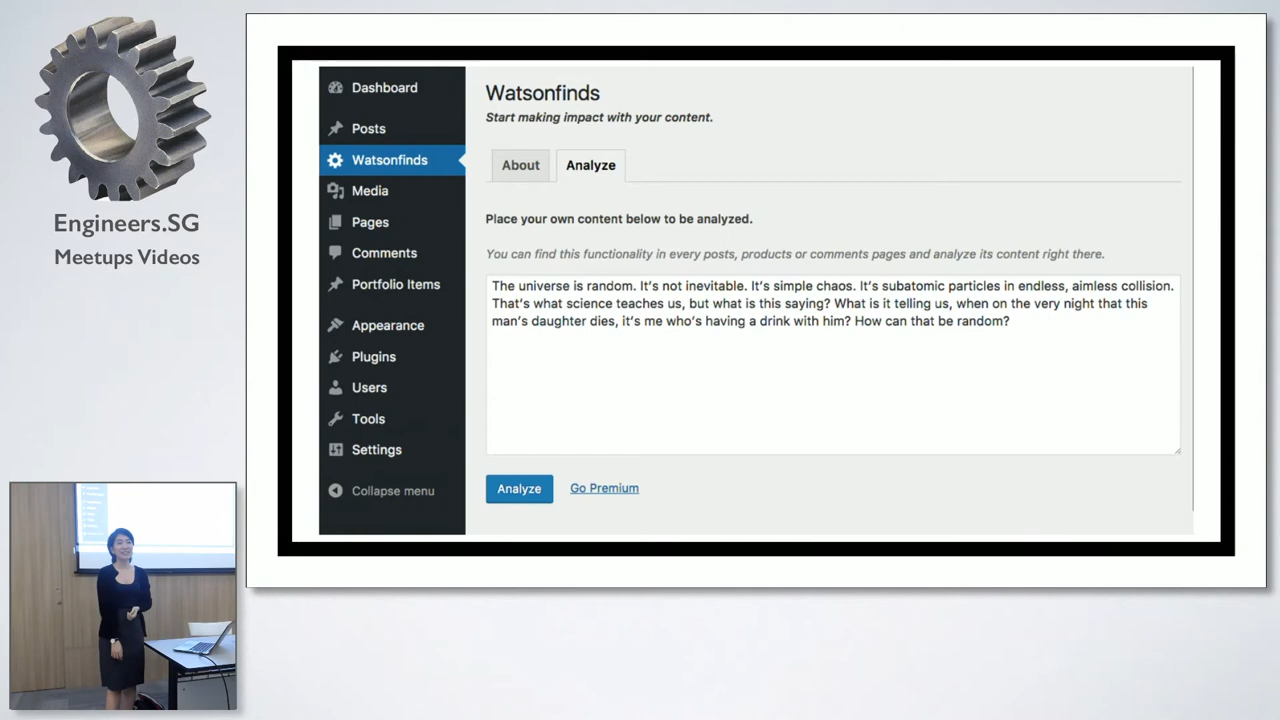 Engineers.SG
Meetups Videos
Dashboard
Posts
Watsonfinds
Media
Pages
Comments
Portfolio Items
Appearance
Plugins
Users
Tools
Settings
Collapse menu
Watsonfinds
Start making impact with your content.
About
Analyze
Place your own content below to be analyzed.
You can find this functionality in every posts, products or comments pages and analyze its content right there.
The universe is random. It’s not inevitable. It’s simple chaos. It’s subatomic particles in endless, aimless collision.
That’s what science teaches us, but what is this saying? What is it telling us, when on the very night that this
man’s daughter dies, it’s me who’s having a drink with him? How can that be random?
Analyze
Go Premium